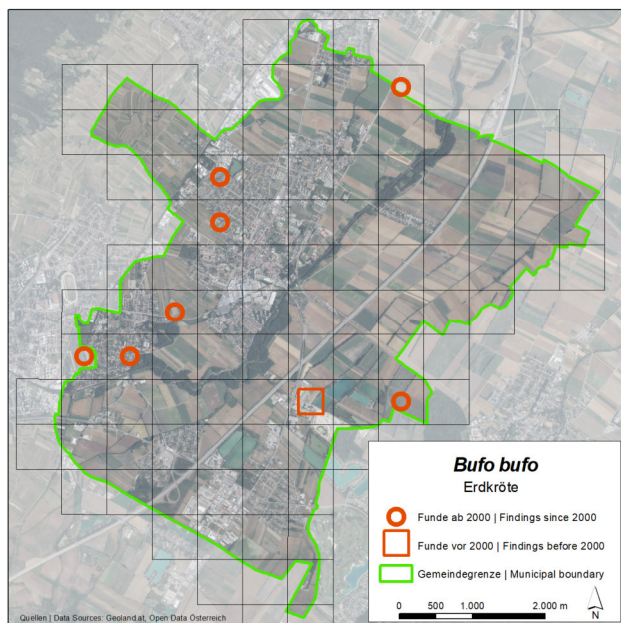 Bufo bufo
Erdkröte
Funde ab 2000 | Findings since 2000
Funde vor 2000 | Findings before 2000
Gemeindegrenze | Municipal boundary
0 500 1.000 2.000 m
N
Quellen | Data Sources: Geoland.at, Open Data Österreich